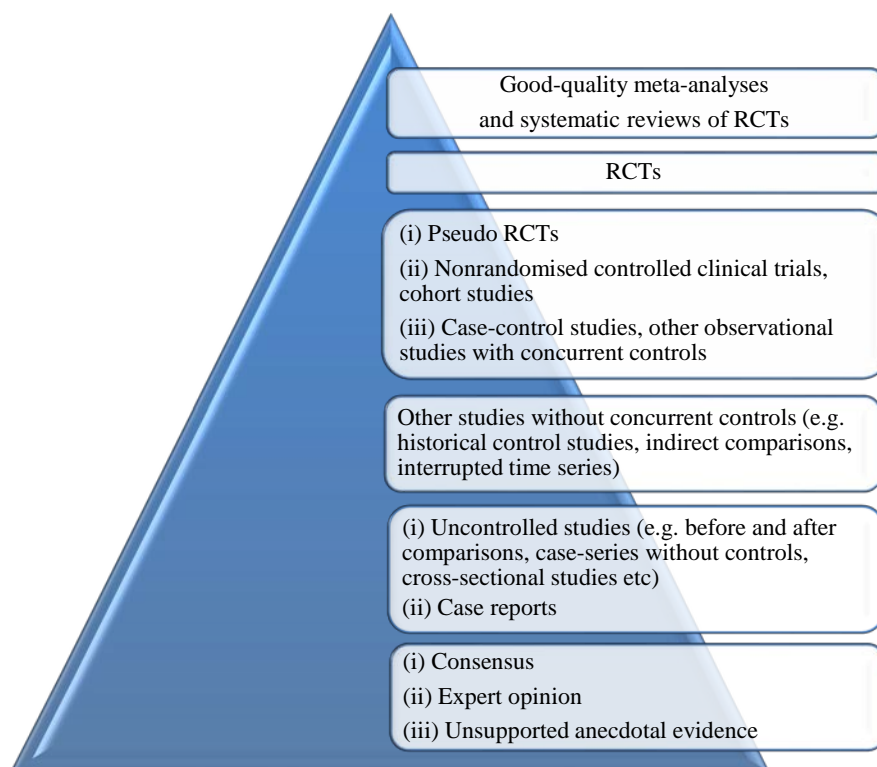 Good-quality meta-analyses
and systematic reviews of RCTs
RCTs
(i) Pseudo RCTs
(ii) Nonrandomised controlled clinical trials,
cohort studies
(iii) Case-control studies, other observational
studies with concurrent controls
Other studies without concurrent controls (e.g.
historical control studies, indirect comparisons,
interrupted time series)
(i) Uncontrolled studies (e.g. before and after
comparisons, case-series without controls,
cross-sectional studies etc)
(ii) Case reports
(i) Consensus
(ii) Expert opinion
(iii) Unsupported anecdotal evidence